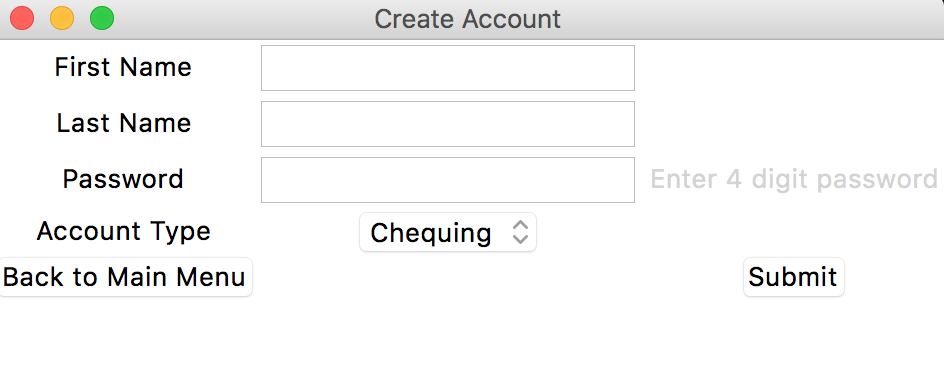 Create Account
First Name
Last Name
Password Enter 4 digit password
Account Type Chequing
Back to Main Menu Submit